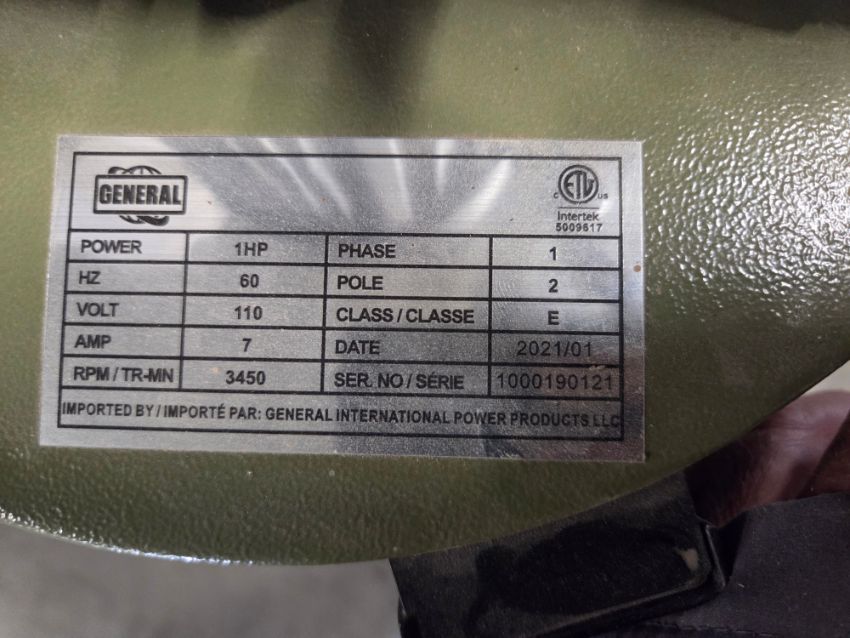 GENERAL
C ETL US
Intertek
5009617
POWER 1HP PHASE 1
HZ 60 POLE 2
VOLT 110 CLASS / CLASSE E
AMP 7 DATE 2021/01
RPM / TR-MN 3450 SER. NO / SÉRIE 1000190121
IMPORTED BY / IMPORTÉ PAR: GENERAL INTERNATIONAL POWER PRODUCTS LLC